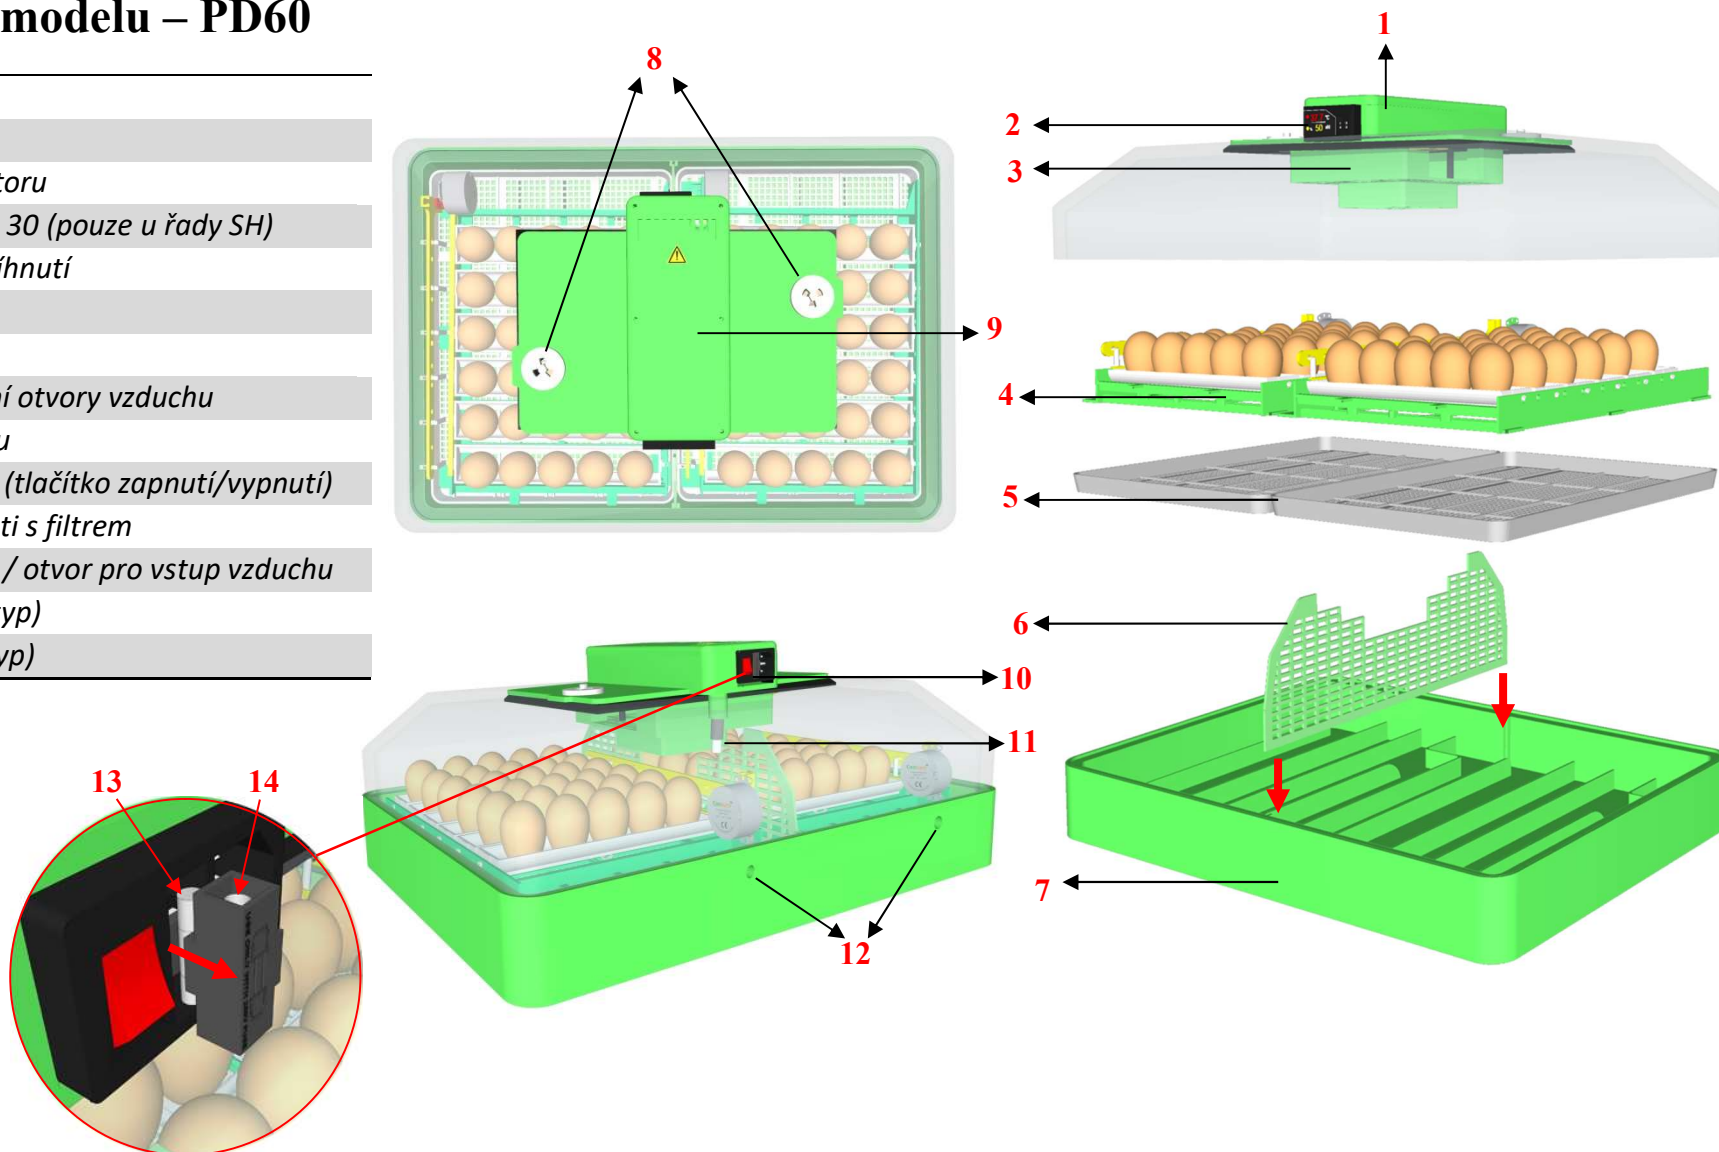 modelu – PD60
toru
30 (pouze u řady SH)
íhnutí
ní otvory vzduchu
u
(tlačítko zapnutí/vypnutí)
ti s filtrem
/ otvor pro vstup vzduchu
yp)
yp)
8
1
2
3
9
4
5
6
10
11
7
12
13
14